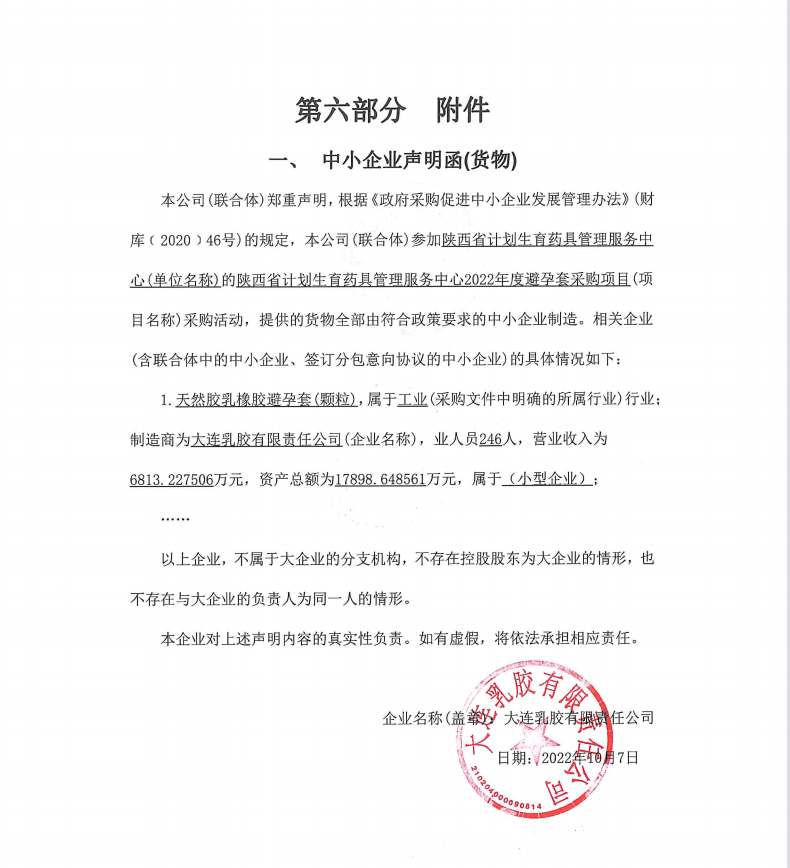 第六部分 附件
一、 中小企业声明函(货物)
本公司(联合体)郑重声明,根据《政府采购促进中小企业发展管理办法》(财
库﹝2020﹞46号)的规定，本公司(联合体)参加陕西省计划生育药具管理服务中
心(单位名称)的陕西省计划生育药具管理服务中心2022年度避孕套采购项目(项
目名称)采购活动，提供的货物全部由符合政策要求的中小企业制造。相关企业
(含联合体中的中小企业、签订分包意向协议的中小企业)的具体情况如下：
1.天然胶乳橡胶避孕套(颗粒),属于工业(采购文件中明确的所属行业)行业；
制造商为大连乳胶有限责任公司(企业名称)，业人员246人，营业收入为
6813.227506万元，资产总额为17898.648561万元，属于（小型企业）；
……
以上企业，不属于大企业的分支机构，不存在控股股东为大企业的情形，也
不存在与大企业的负责人为同一人的情形。
本企业对上述声明内容的真实性负责。如有虚假，将依法承担相应责任。
企业名称(盖章)：大连乳胶有限责任公司
日期：2022年10月7日
大连乳胶有限责任公司
210204000690814